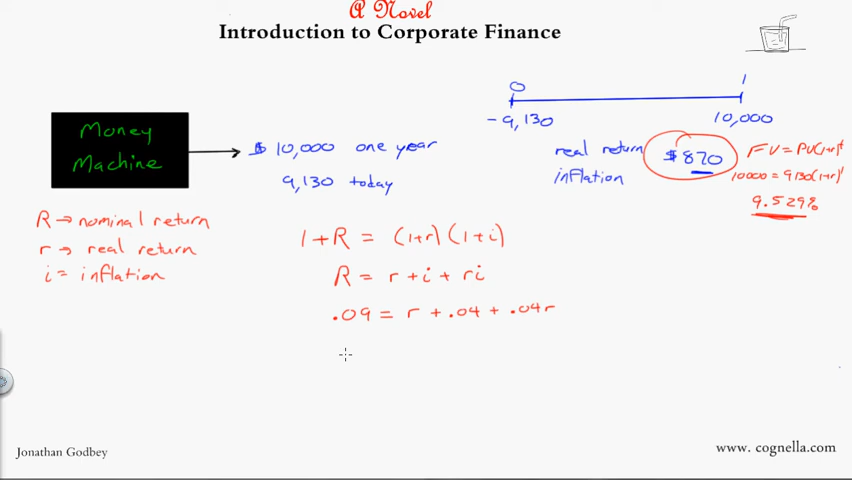 A Novel
Introduction to Corporate Finance
0 1
-9,130 10,000
Money
Machine
$10,000 one year
9,130 today
real return
inflation
$870
FV = PV(1+r)^t
10000 = 9130(1+r)^1
9.529%
R → nominal return
r → real return
i = inflation
1+R = (1+r)(1+i)
R = r + i + ri
.09 = r + .04 + .04r
Jonathan Godbey
www. cognella.com